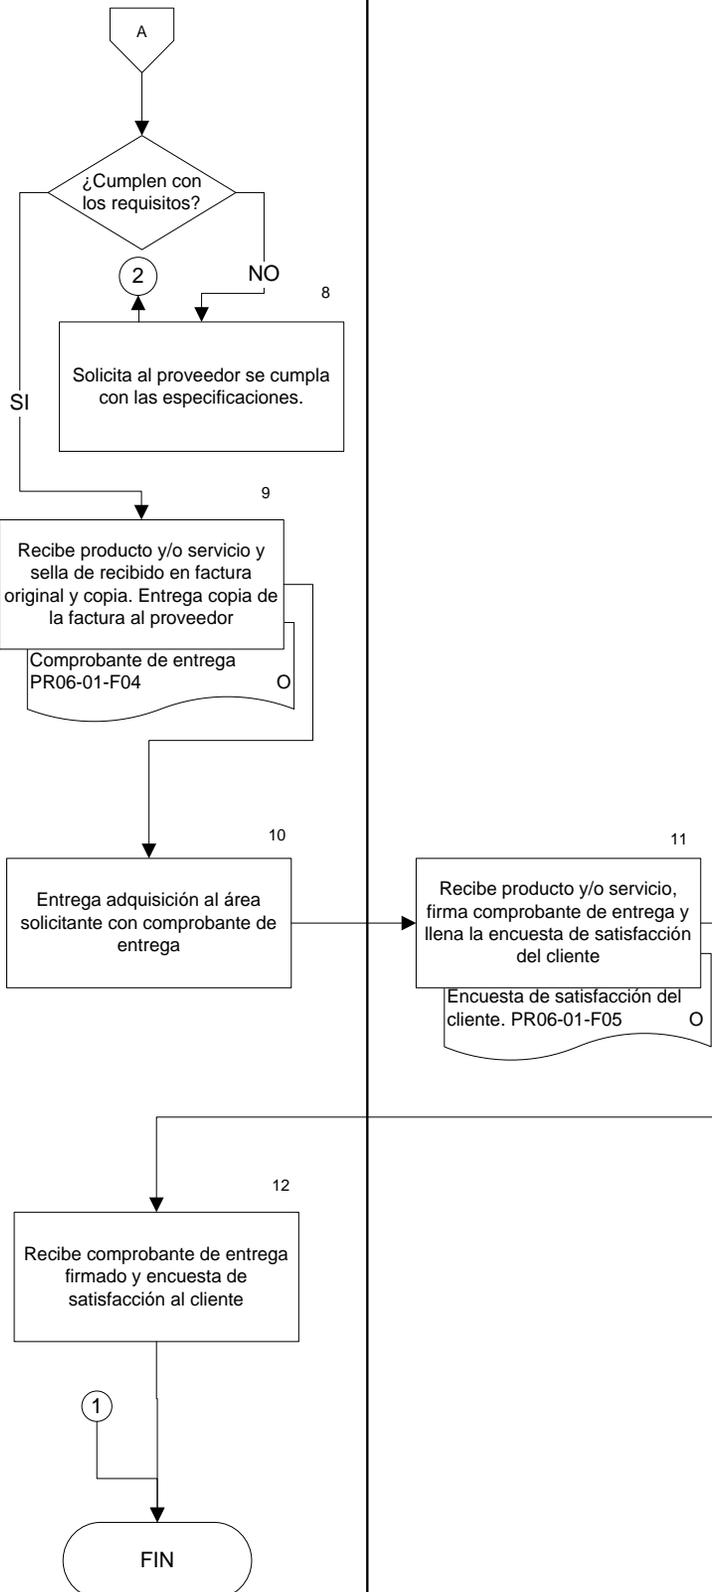 A
¿Cumplen con
los requisitos?
2
NO
8
Solicita al proveedor se cumpla
con las especificaciones.
SI
9
Recibe producto y/o servicio y
sella de recibido en factura
original y copia. Entrega copia de
la factura al proveedor
Comprobante de entrega
PR06-01-F04 O
10
Entrega adquisición al área
solicitante con comprobante de
entrega
11
Recibe producto y/o servicio,
firma comprobante de entrega y
llena la encuesta de satisfacción
del cliente
Encuesta de satisfacción del
cliente. PR06-01-F05 O
12
Recibe comprobante de entrega
firmado y encuesta de
satisfacción al cliente
1
FIN